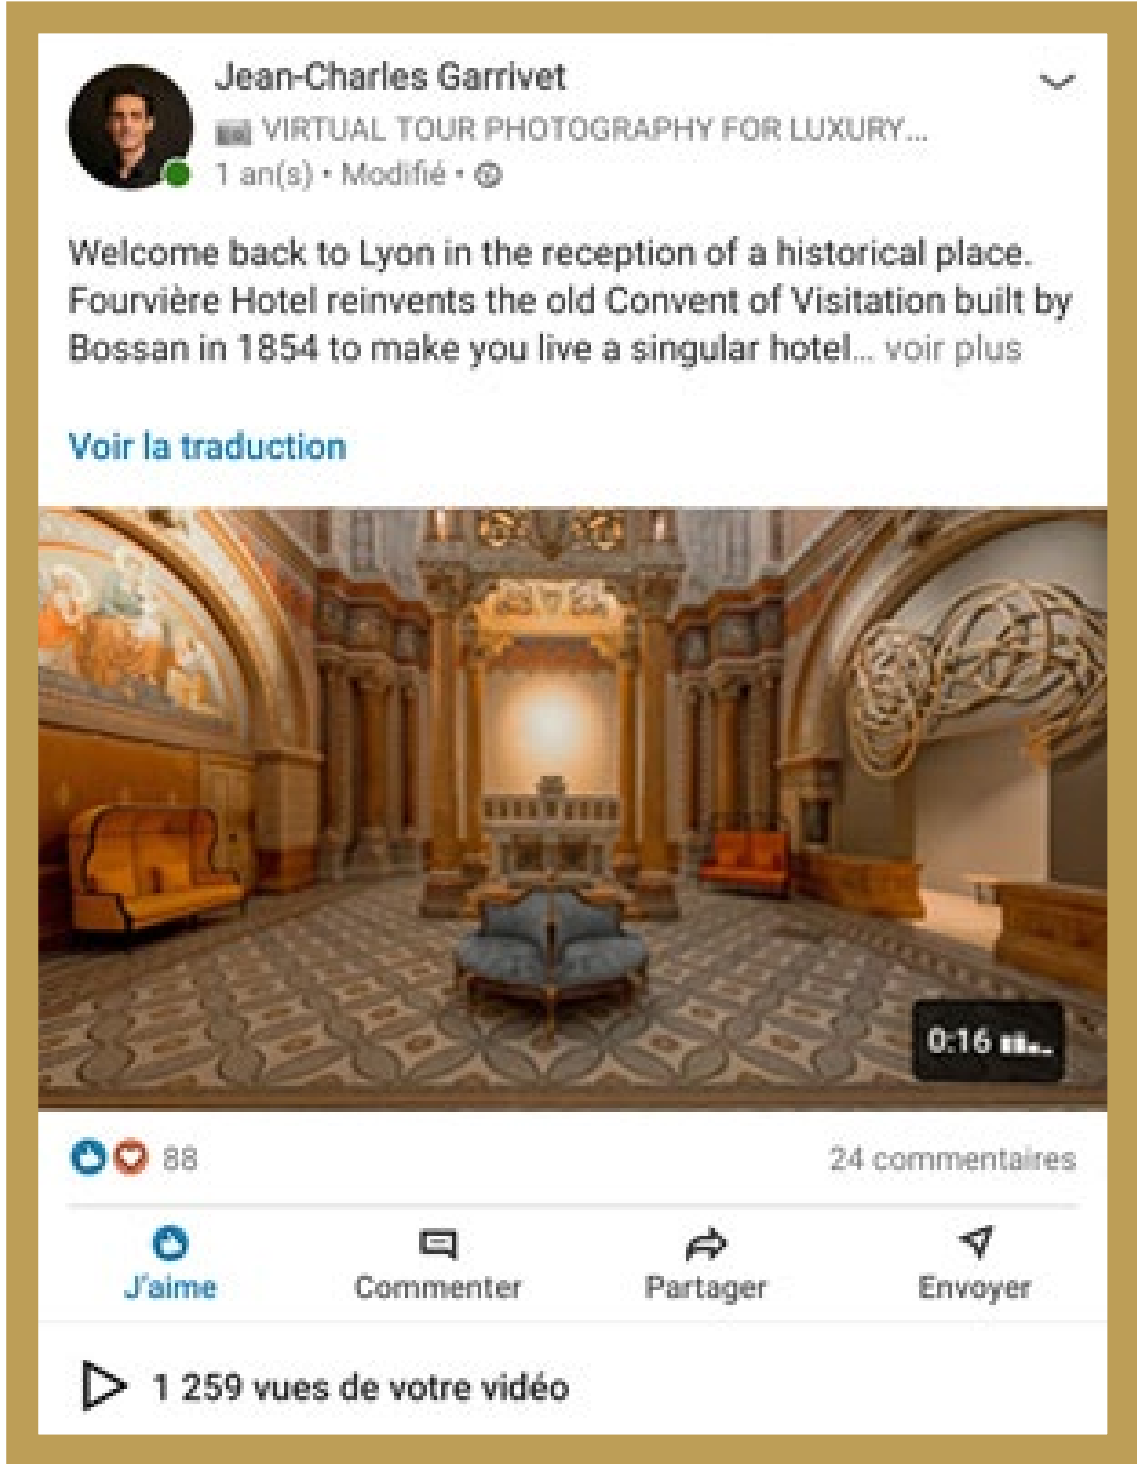 Jean-Charles Garrivet
VIRTUAL TOUR PHOTOGRAPHY FOR LUXURY...
1 an(s) • Modifié •
Welcome back to Lyon in the reception of a historical place.
Fourvière Hotel reinvents the old Convent of Visitation built by
Bossan in 1854 to make you live a singular hotel... voir plus
Voir la traduction
0:16
88
24 commentaires
J'aime
Commenter
Partager
Envoyer
1 259 vues de votre vidéo